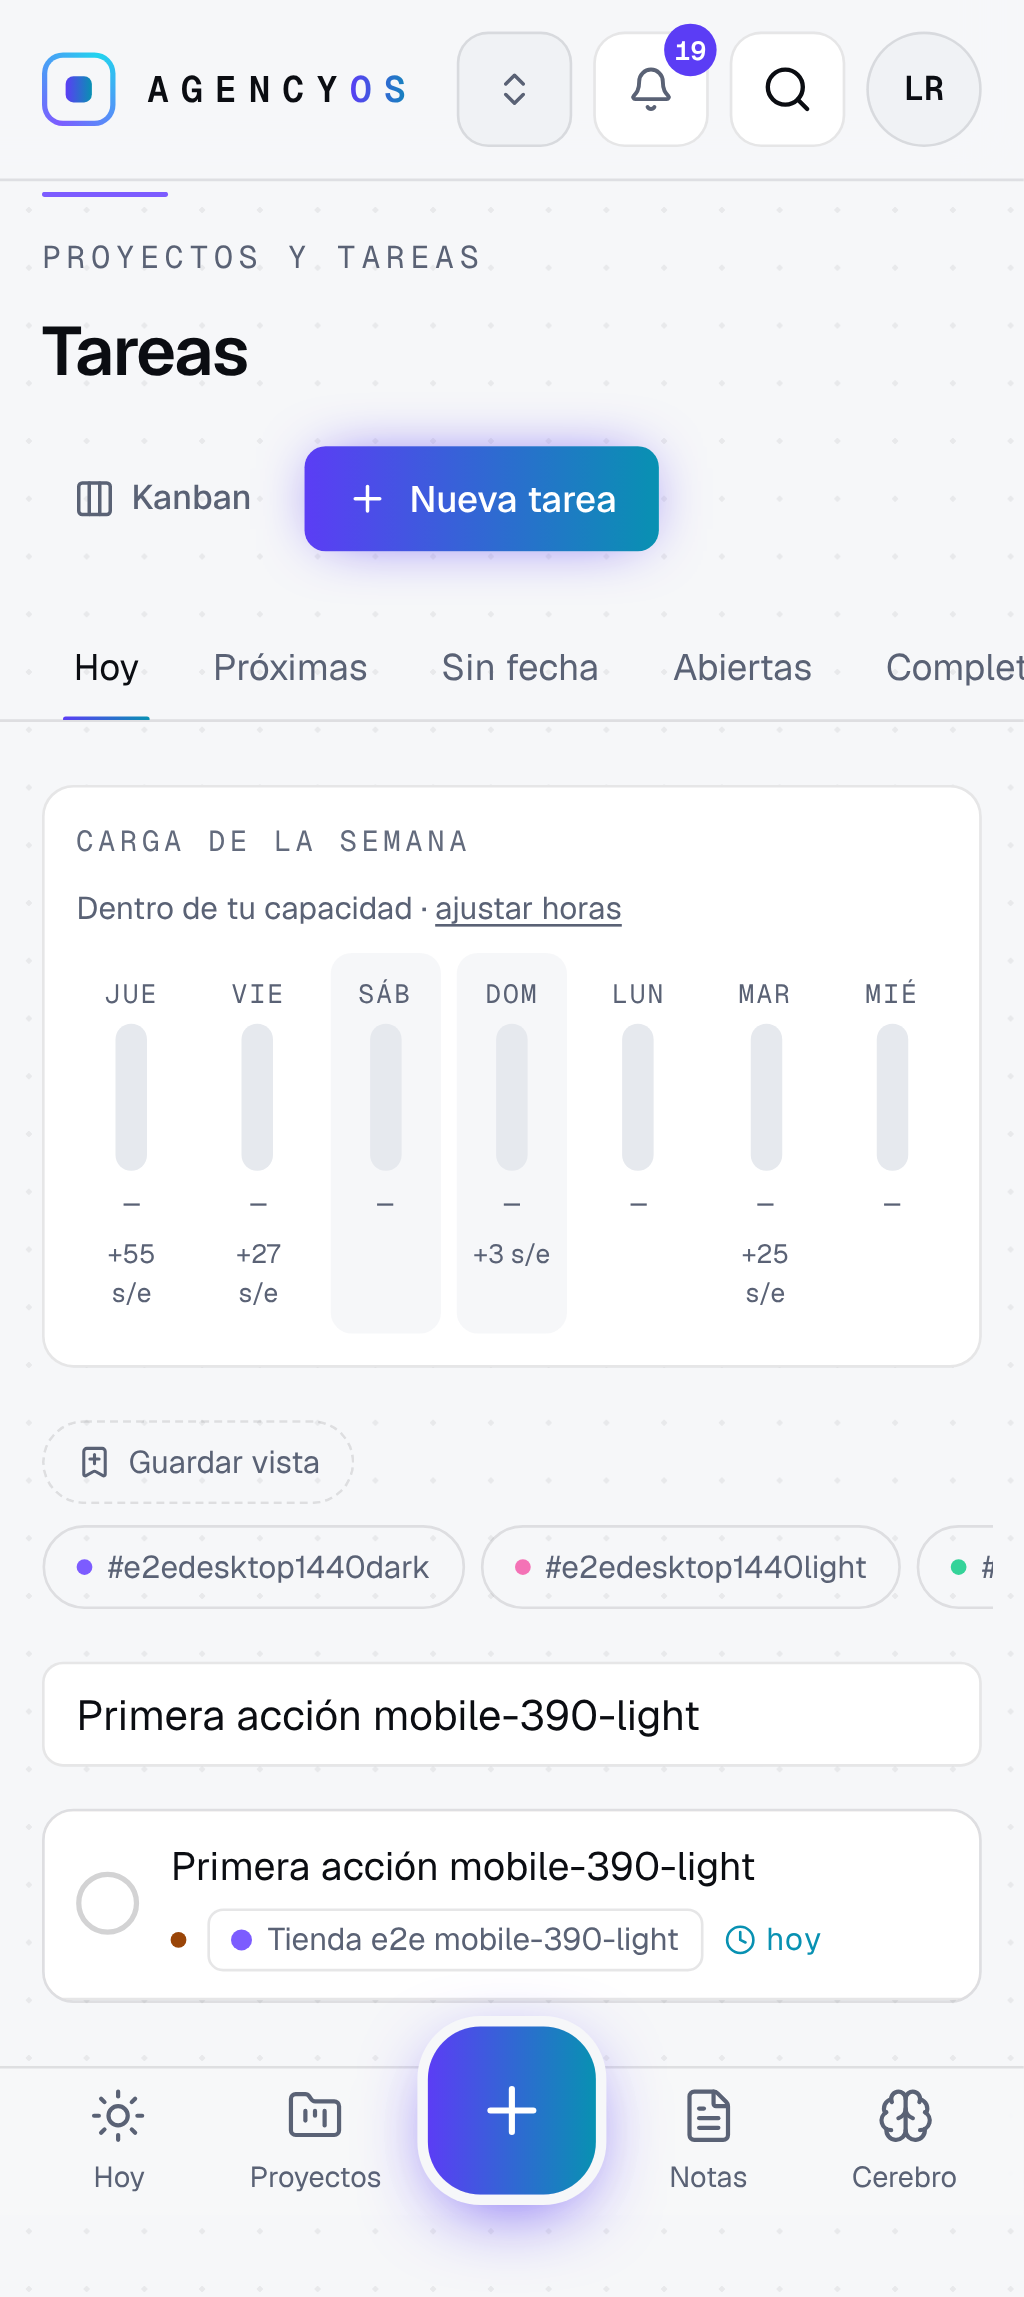 AGENCYOS
19
LR
PROYECTOS Y TAREAS
Tareas
Kanban
Nueva tarea
Hoy Próximas Sin fecha Abiertas Complet
CARGA DE LA SEMANA
Dentro de tu capacidad · ajustar horas
JUE VIE SÁB DOM LUN MAR MIÉ
– – – – – – –
+55 s/e
+27 s/e
+3 s/e
+25 s/e
Guardar vista
#e2edesktop1440dark #e2edesktop1440light #
Primera acción mobile-390-light
Primera acción mobile-390-light
Tienda e2e mobile-390-light hoy
Hoy Proyectos Notas Cerebro